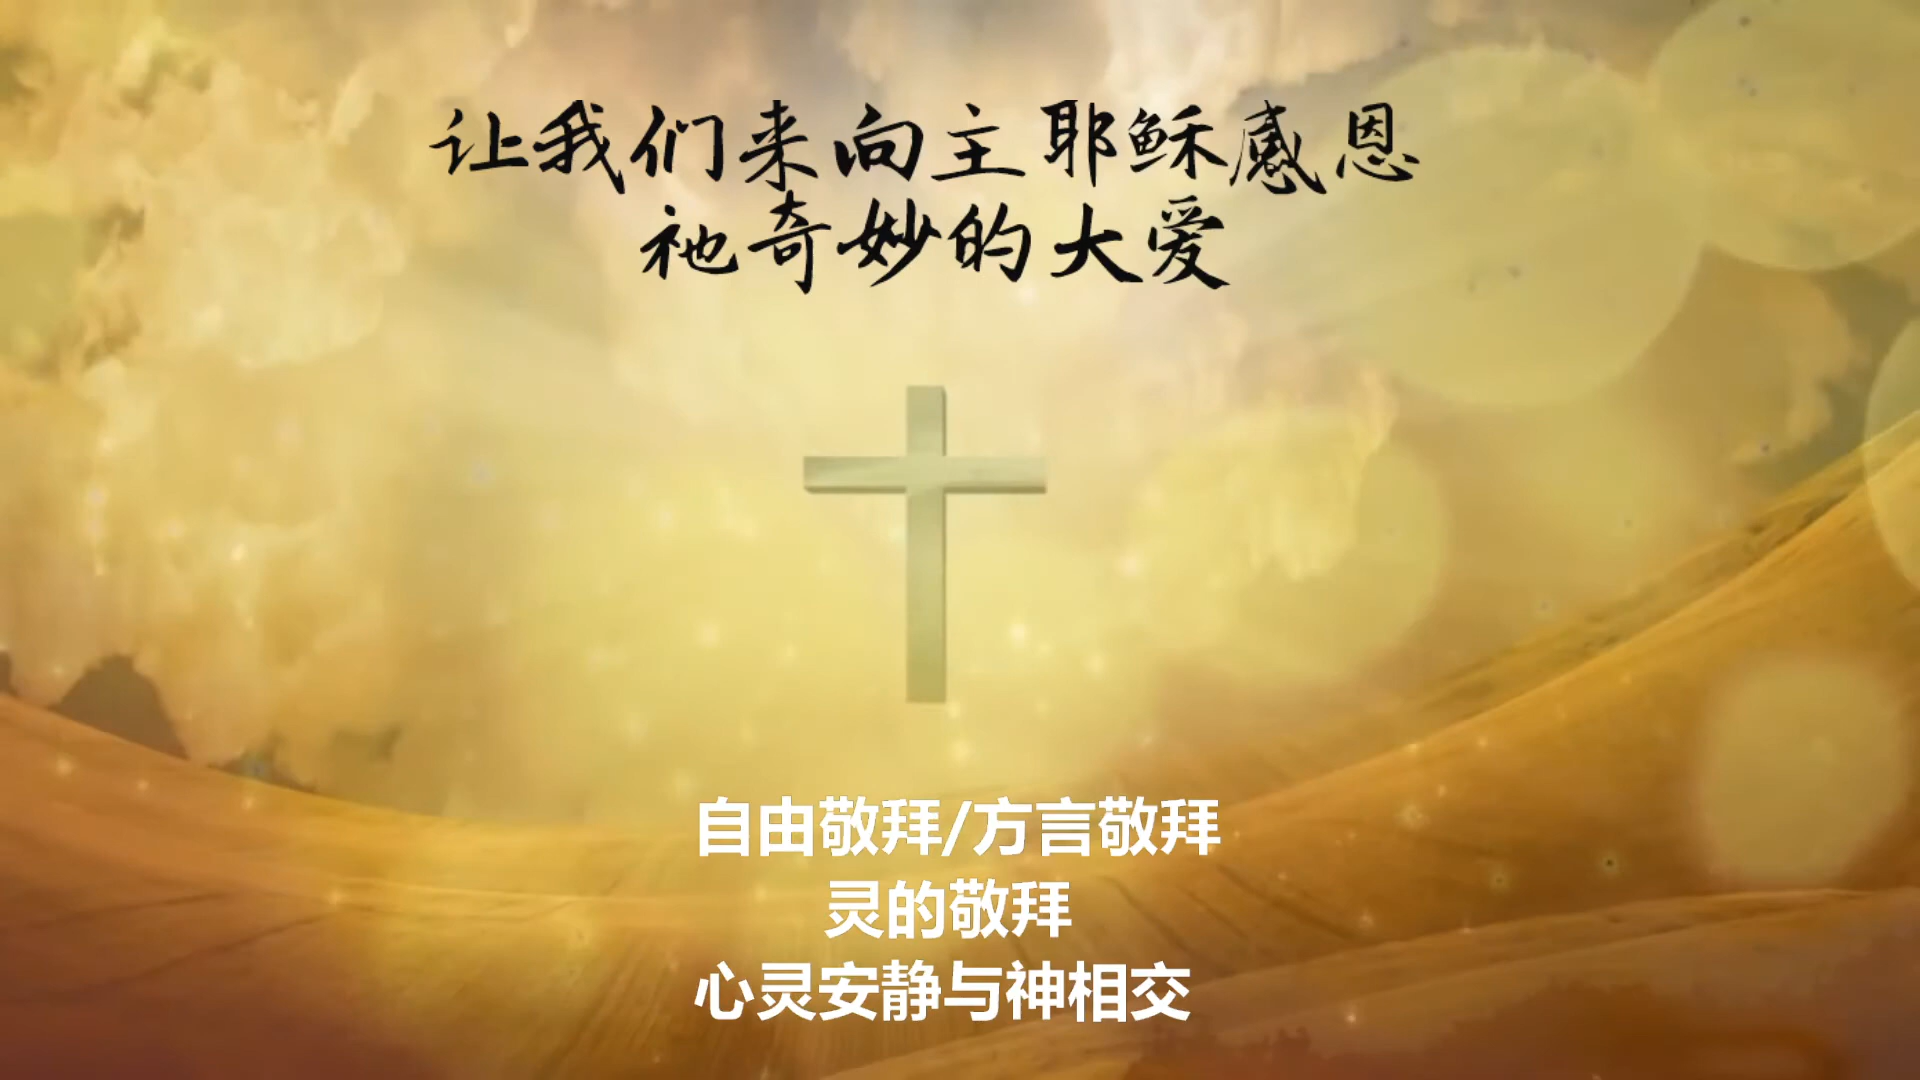 让我们来向主耶稣感恩
祂奇妙的大爱
自由敬拜/方言敬拜
灵的敬拜
心灵安静与神相交